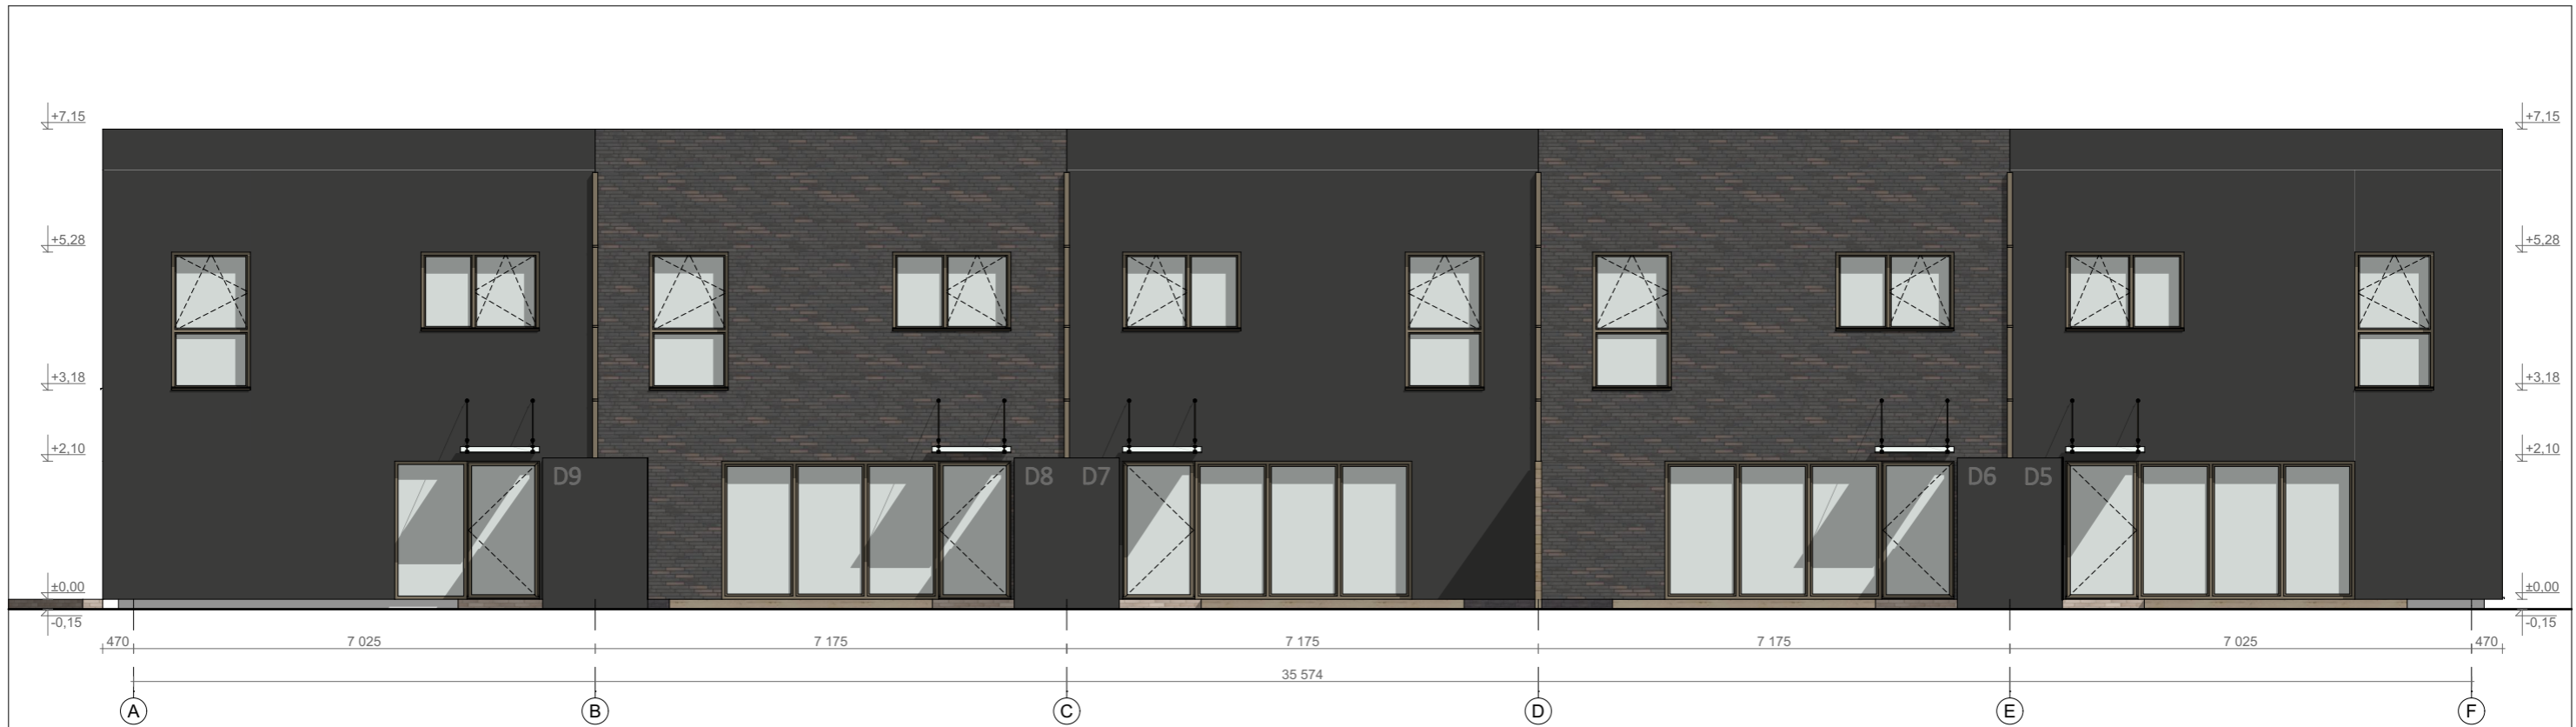 +7,15 +7,15
+5,28 +5,28
+3,18 +3,18
+2,10 +2,10
D9 D8 D7 D6 D5
±0,00 ±0,00
-0,15 -0,15
470 7 025 7 175 7 175 7 175 7 025 470
35 574
A B C D E F